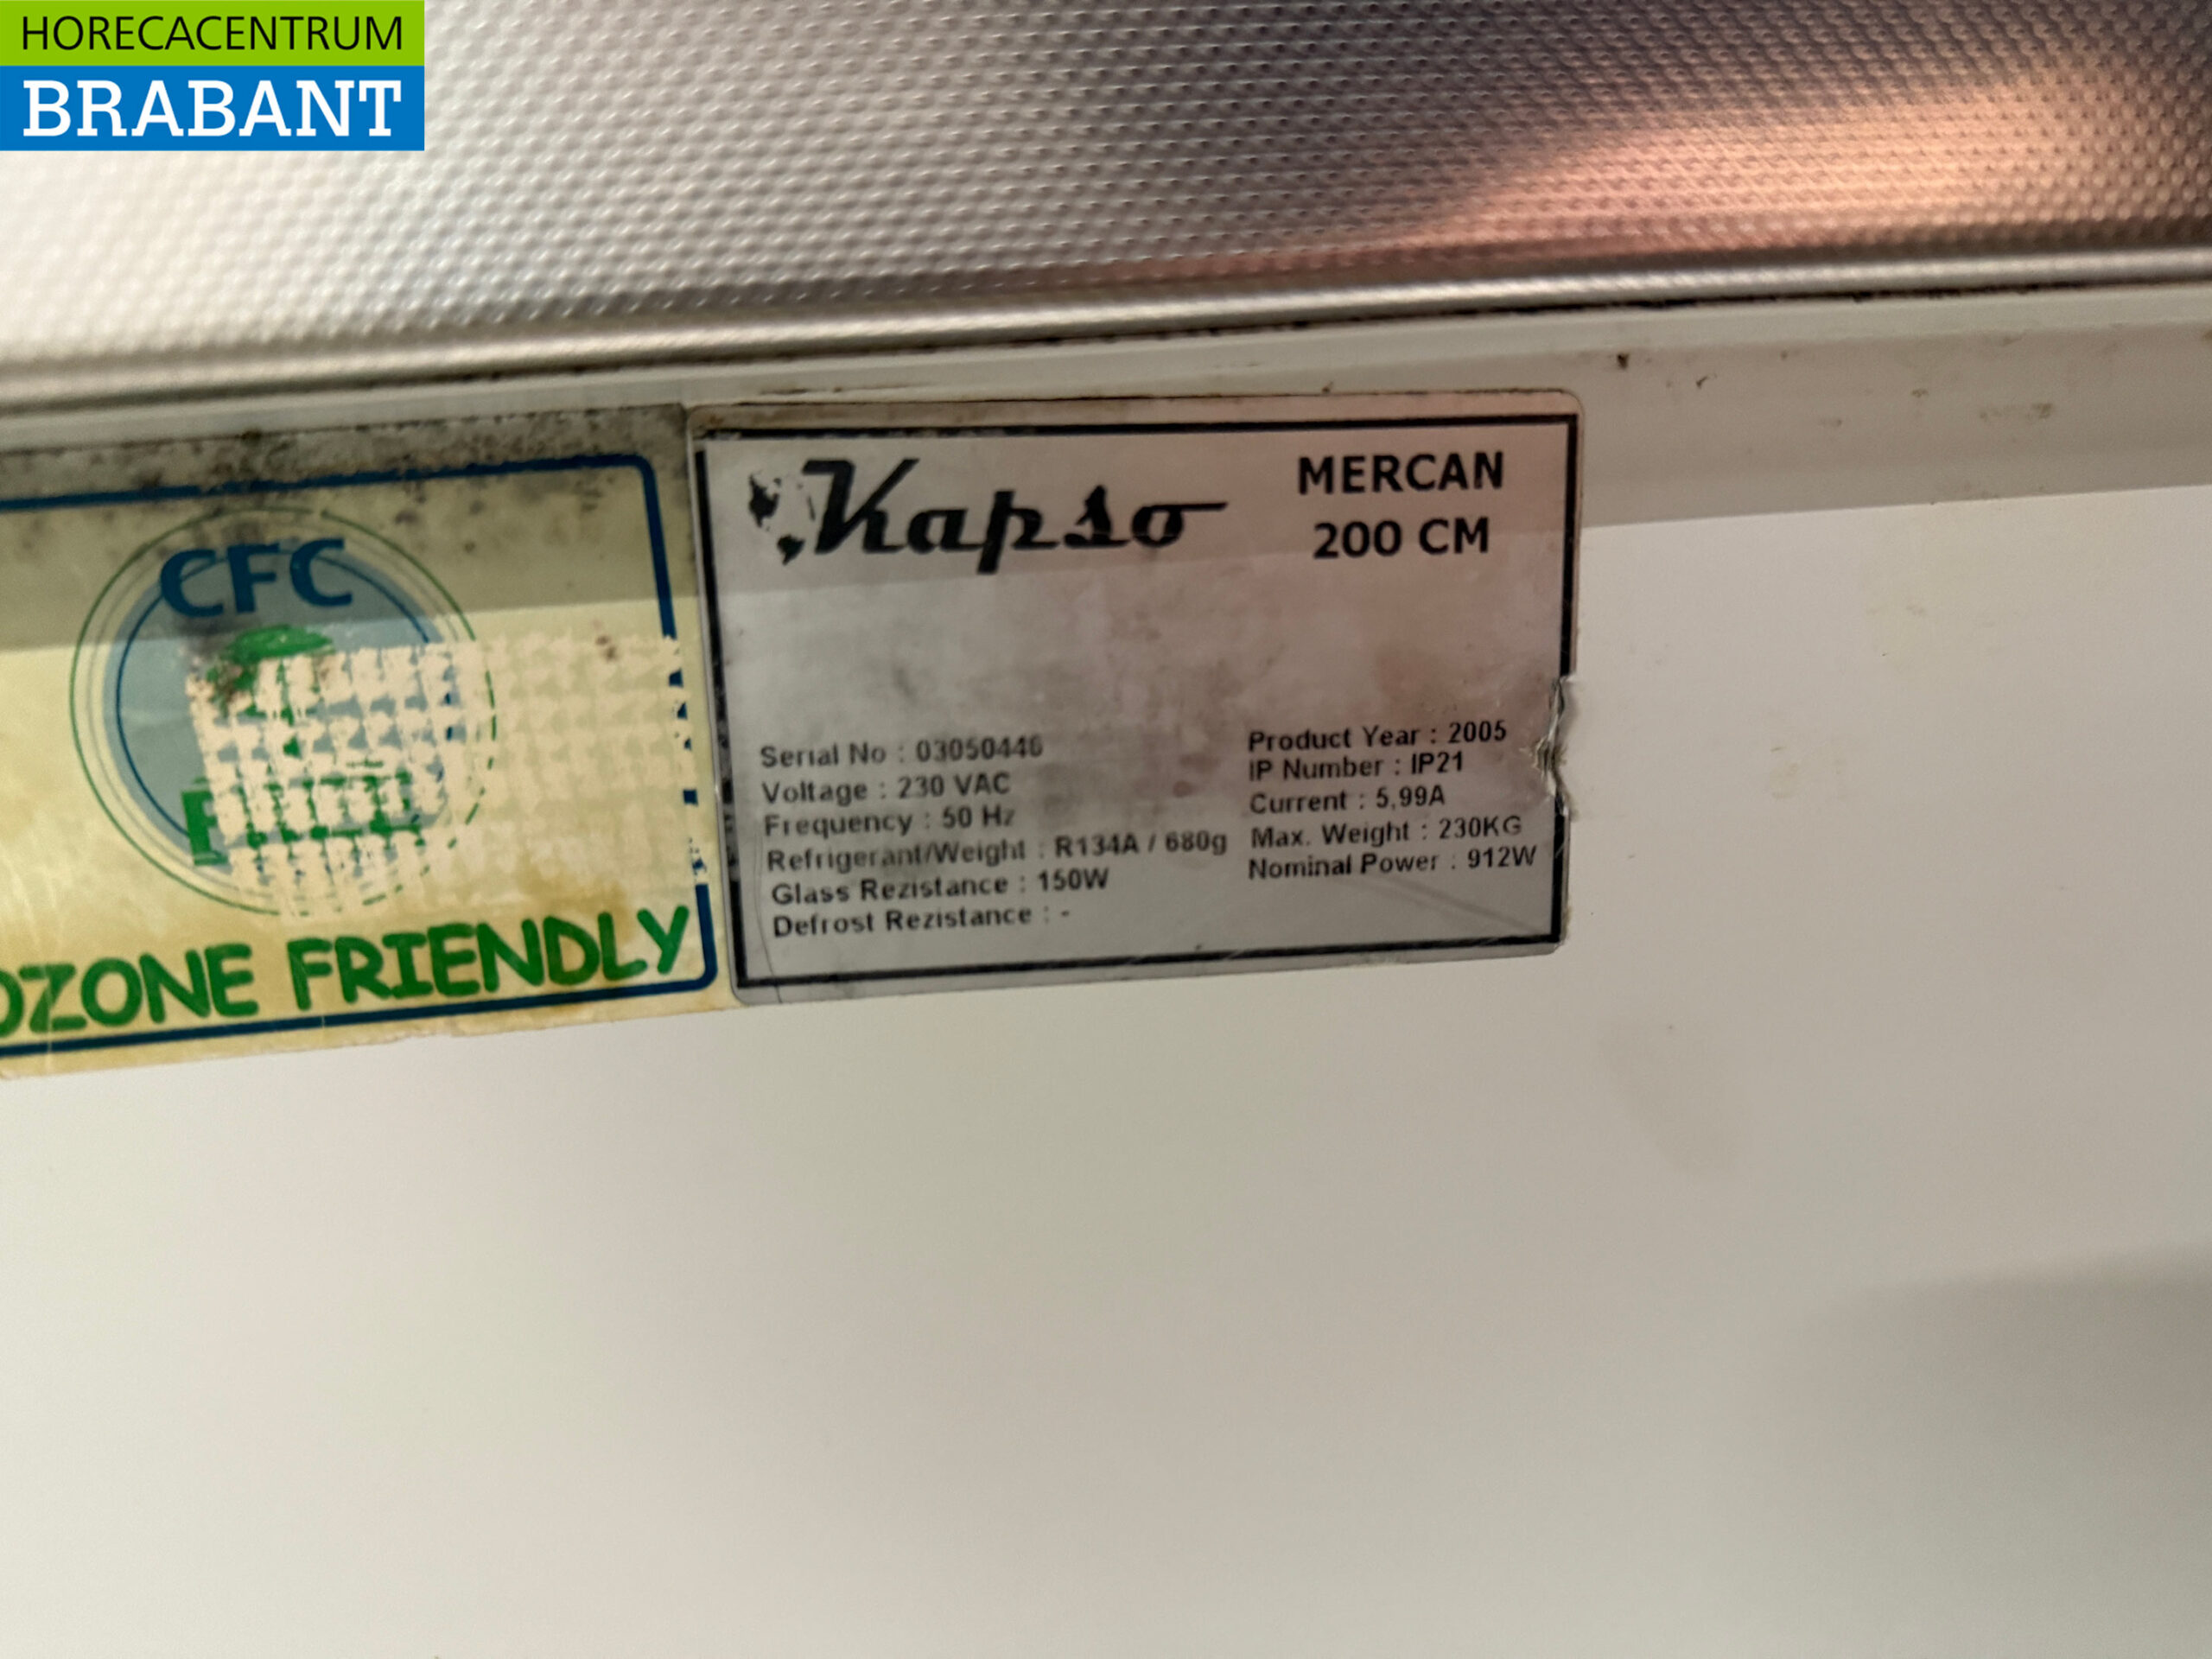 HORECACENTRUM
BRABANT
CFC
OZONE FRIENDLY
Kapso
MERCAN
200 CM
Serial No : 03050446
Voltage : 230 VAC
Frequency : 50 Hz
Refrigerant/Weight : R134A / 680g
Glass Rezistance : 150W
Defrost Rezistance : -
Product Year : 2005
IP Number : IP21
Current : 5,99A
Max. Weight : 230KG
Nominal Power : 912W